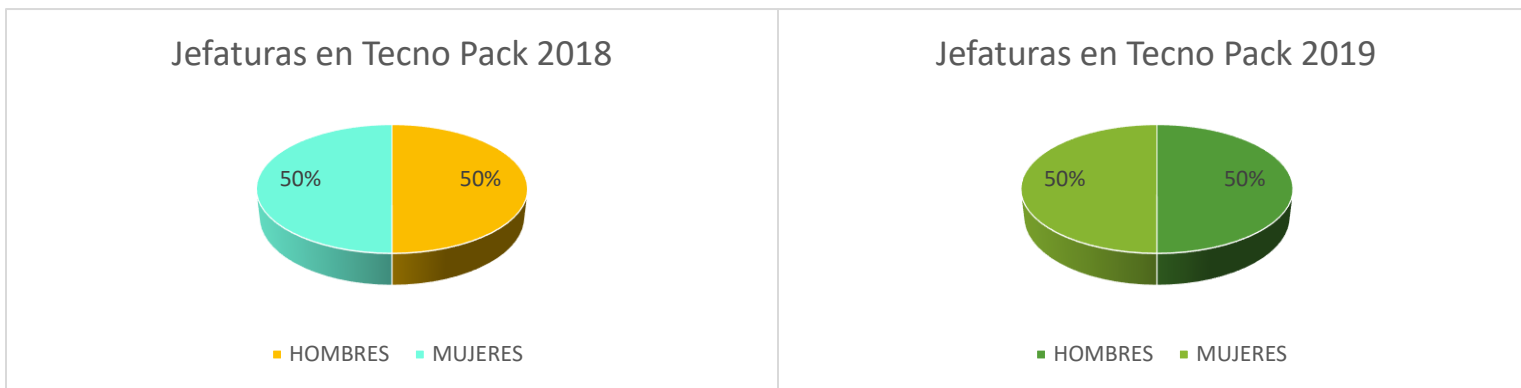 Jefaturas en Tecno Pack 2018
50% 50%
HOMBRES MUJERES
Jefaturas en Tecno Pack 2019
50% 50%
HOMBRES MUJERES